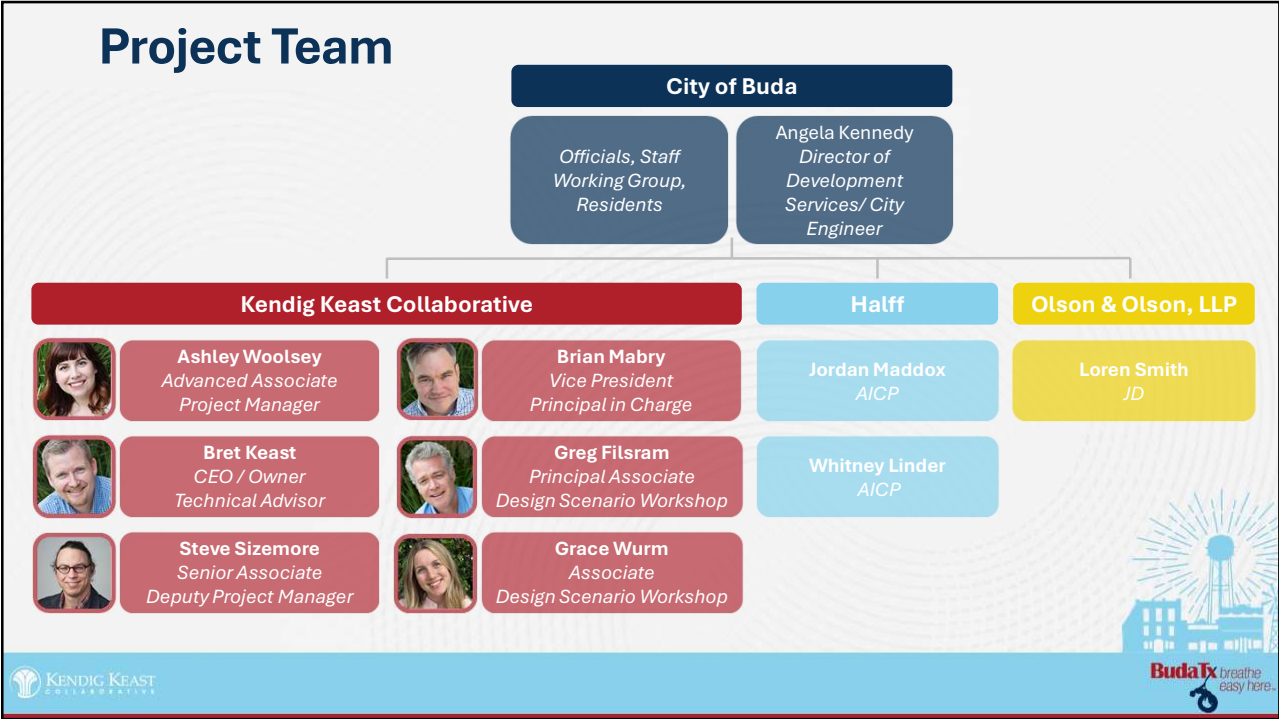 Project Team
City of Buda
Officials, Staff
Working Group,
Residents
Angela Kennedy
Director of
Development
Services/ City
Engineer
Kendig Keast Collaborative
Ashley Woolsey
Advanced Associate
Project Manager
Brian Mabry
Vice President
Principal in Charge
Bret Keast
CEO / Owner
Technical Advisor
Greg Filsram
Principal Associate
Design Scenario Workshop
Steve Sizemore
Senior Associate
Deputy Project Manager
Grace Wurm
Associate
Design Scenario Workshop
Halff
Jordan Maddox
AICP
Whitney Linder
AICP
Olson & Olson, LLP
Loren Smith
JD
KENDIG KEAST
COLLABORATIVE
BudaTx breathe
easy here.